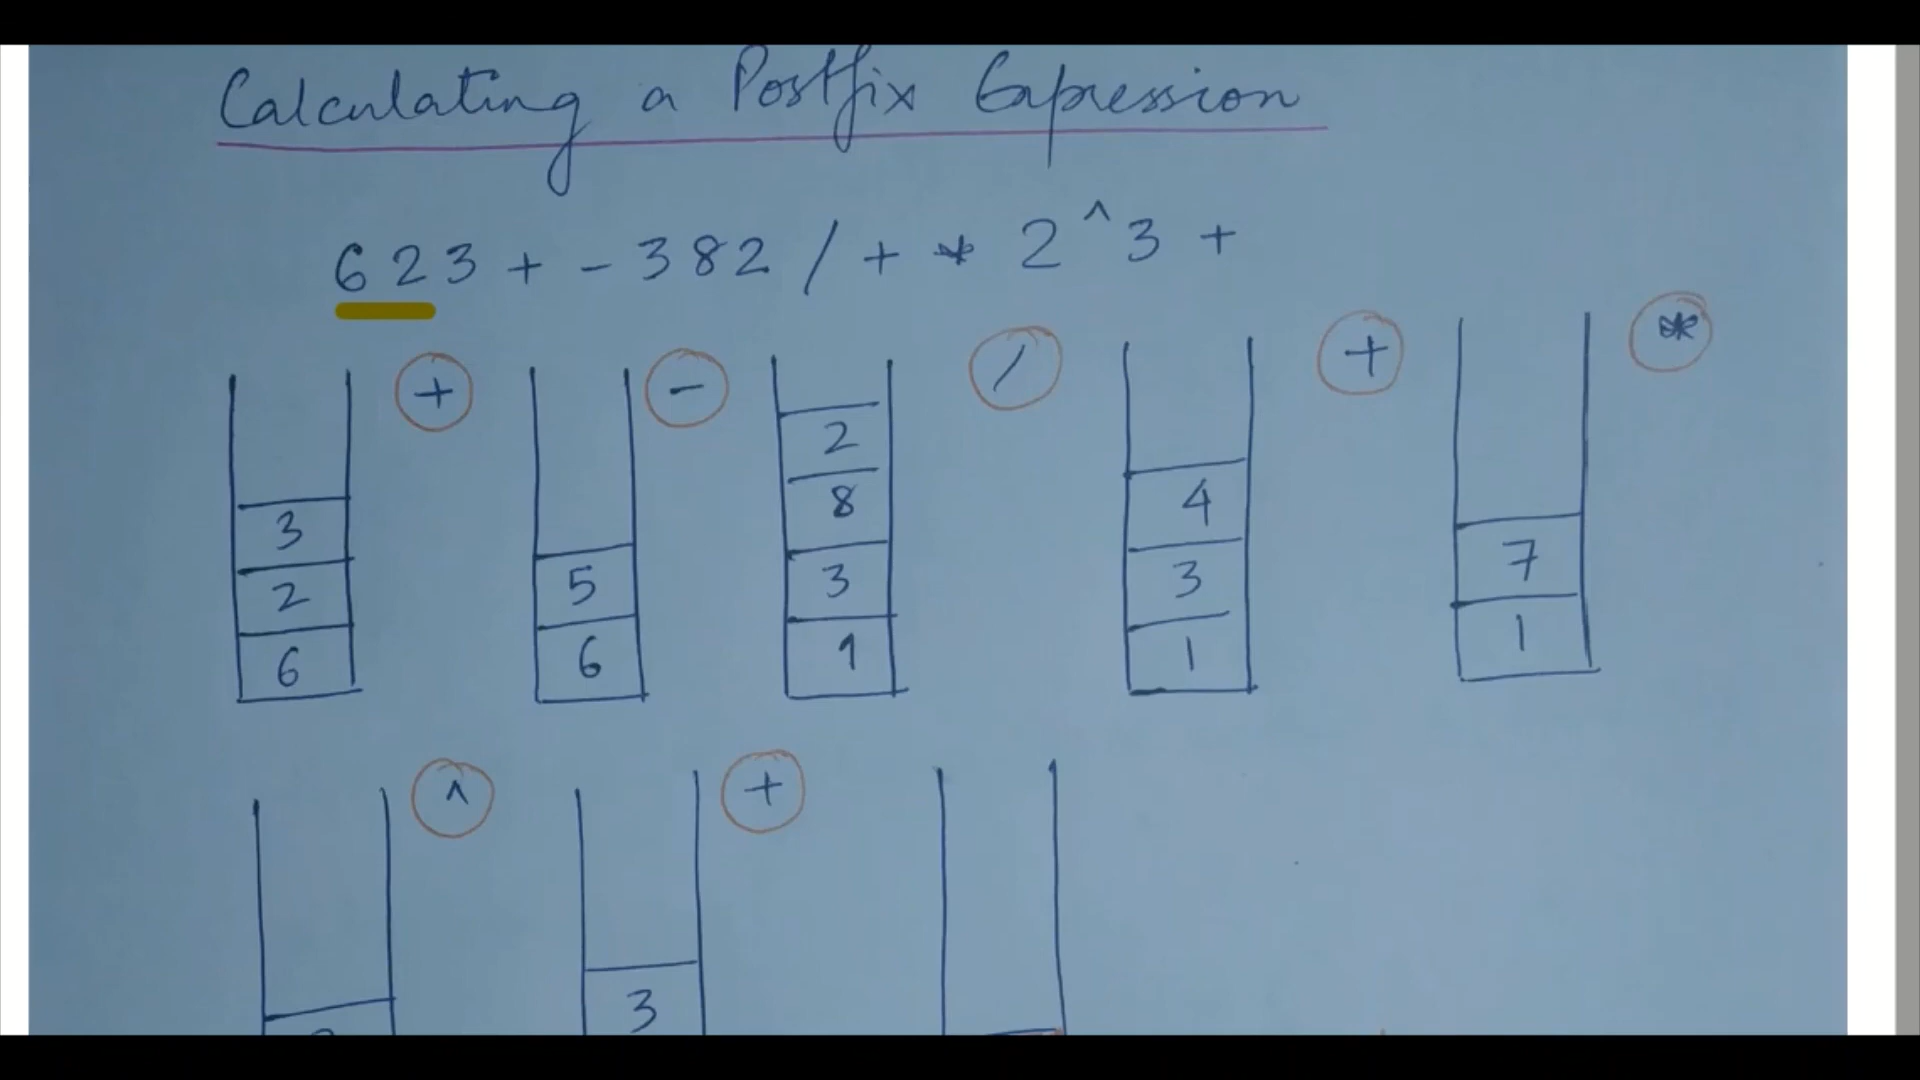 Calculating a Postfix Expression
6 2 3 + - 3 8 2 / + * 2 ^ 3 +
+ - / + *
2
8 4
3 5 3 3 7
2 6 1 1 1
6
^ +
3